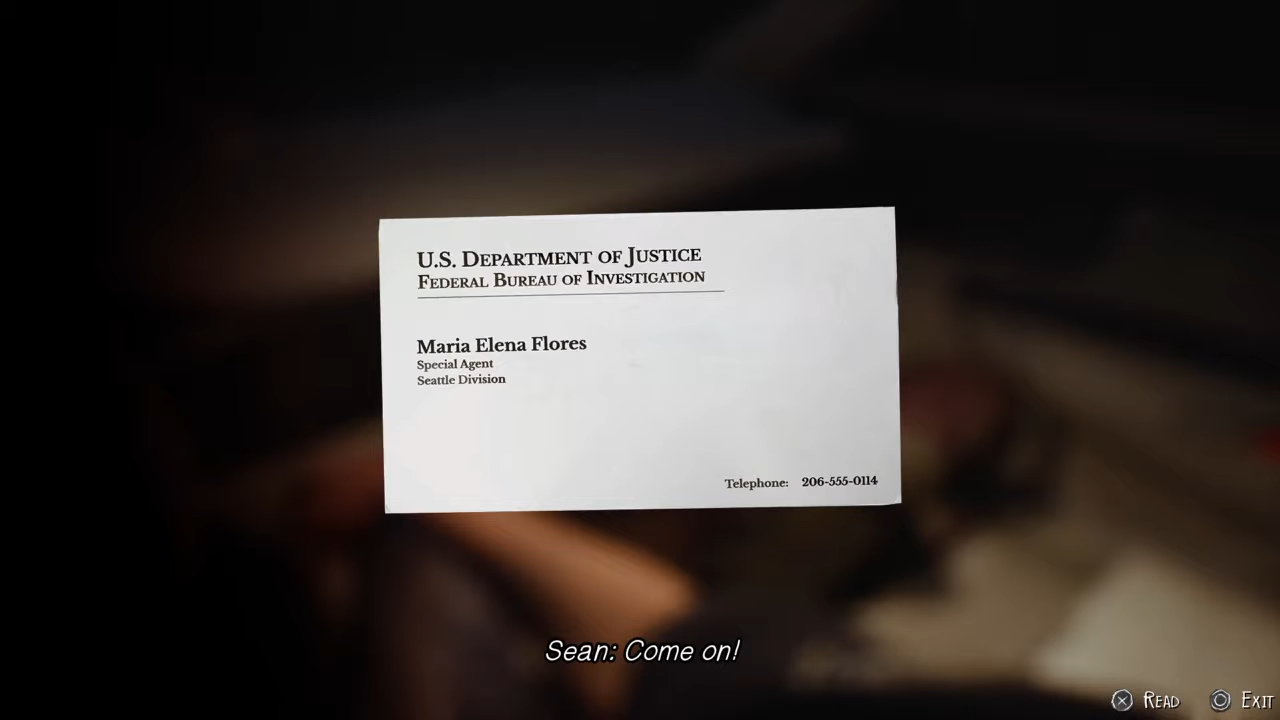 U.S. DEPARTMENT OF JUSTICE
FEDERAL BUREAU OF INVESTIGATION
Maria Elena Flores
Special Agent
Seattle Division
Telephone: 206-555-0114
Sean: Come on!
READ EXIT